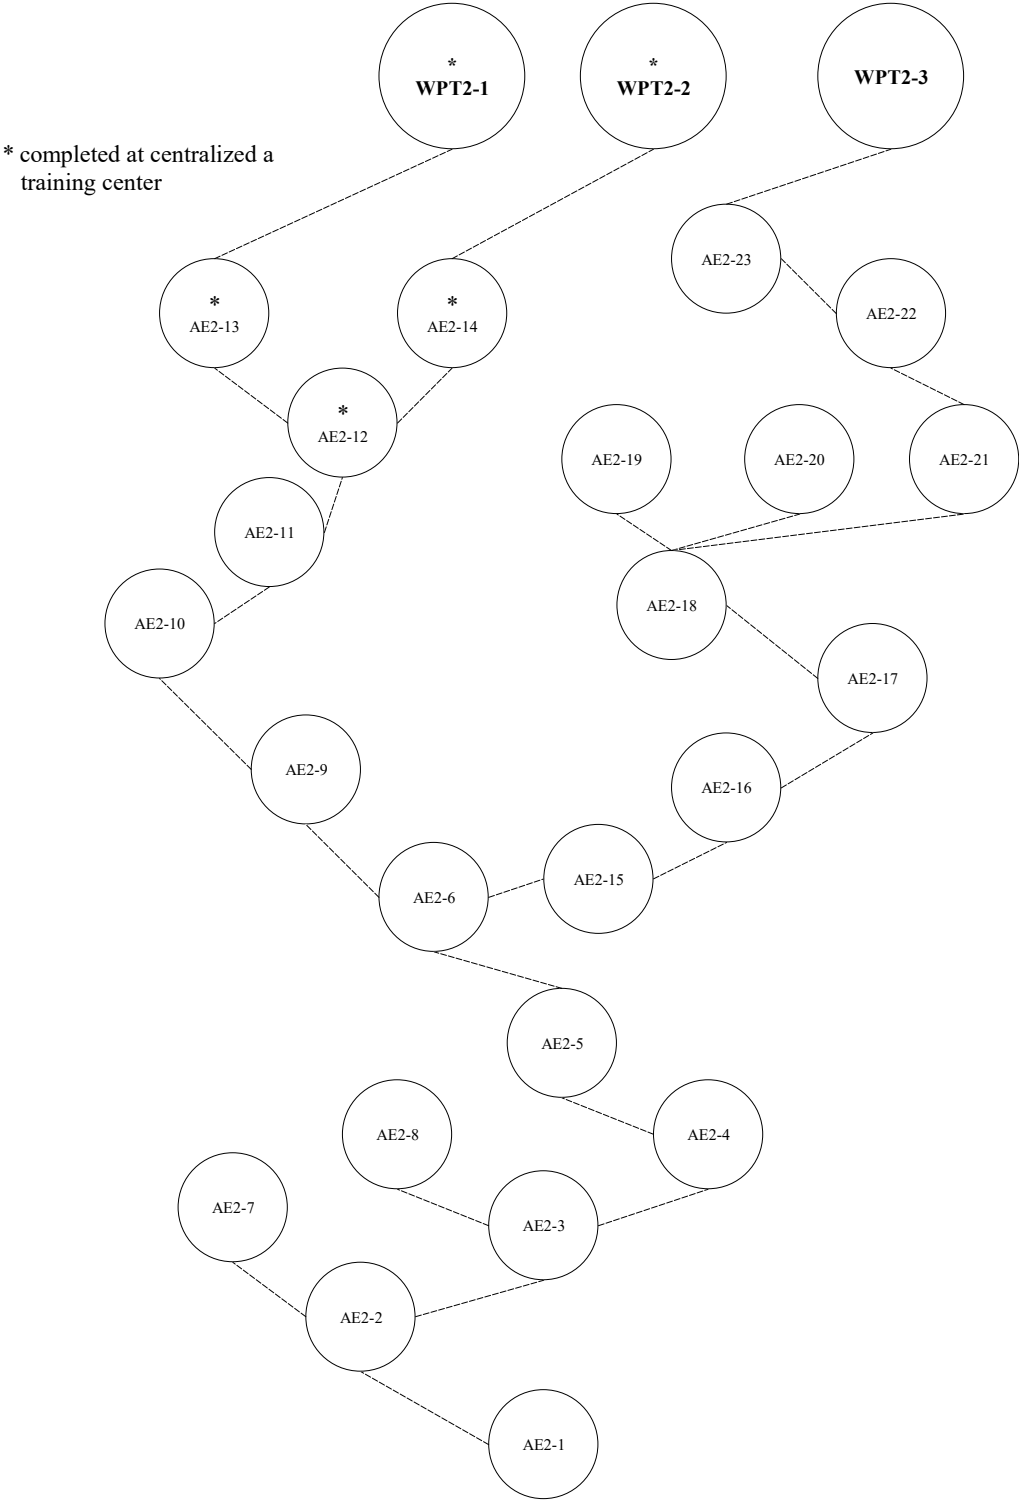 *
WPT2-1
*
WPT2-2
WPT2-3
* completed at centralized a
training center
AE2-23
*
AE2-13
*
AE2-14
AE2-22
*
AE2-12
AE2-19
AE2-20
AE2-21
AE2-11
AE2-18
AE2-10
AE2-17
AE2-9
AE2-16
AE2-15
AE2-6
AE2-5
AE2-8
AE2-4
AE2-7
AE2-3
AE2-2
AE2-1